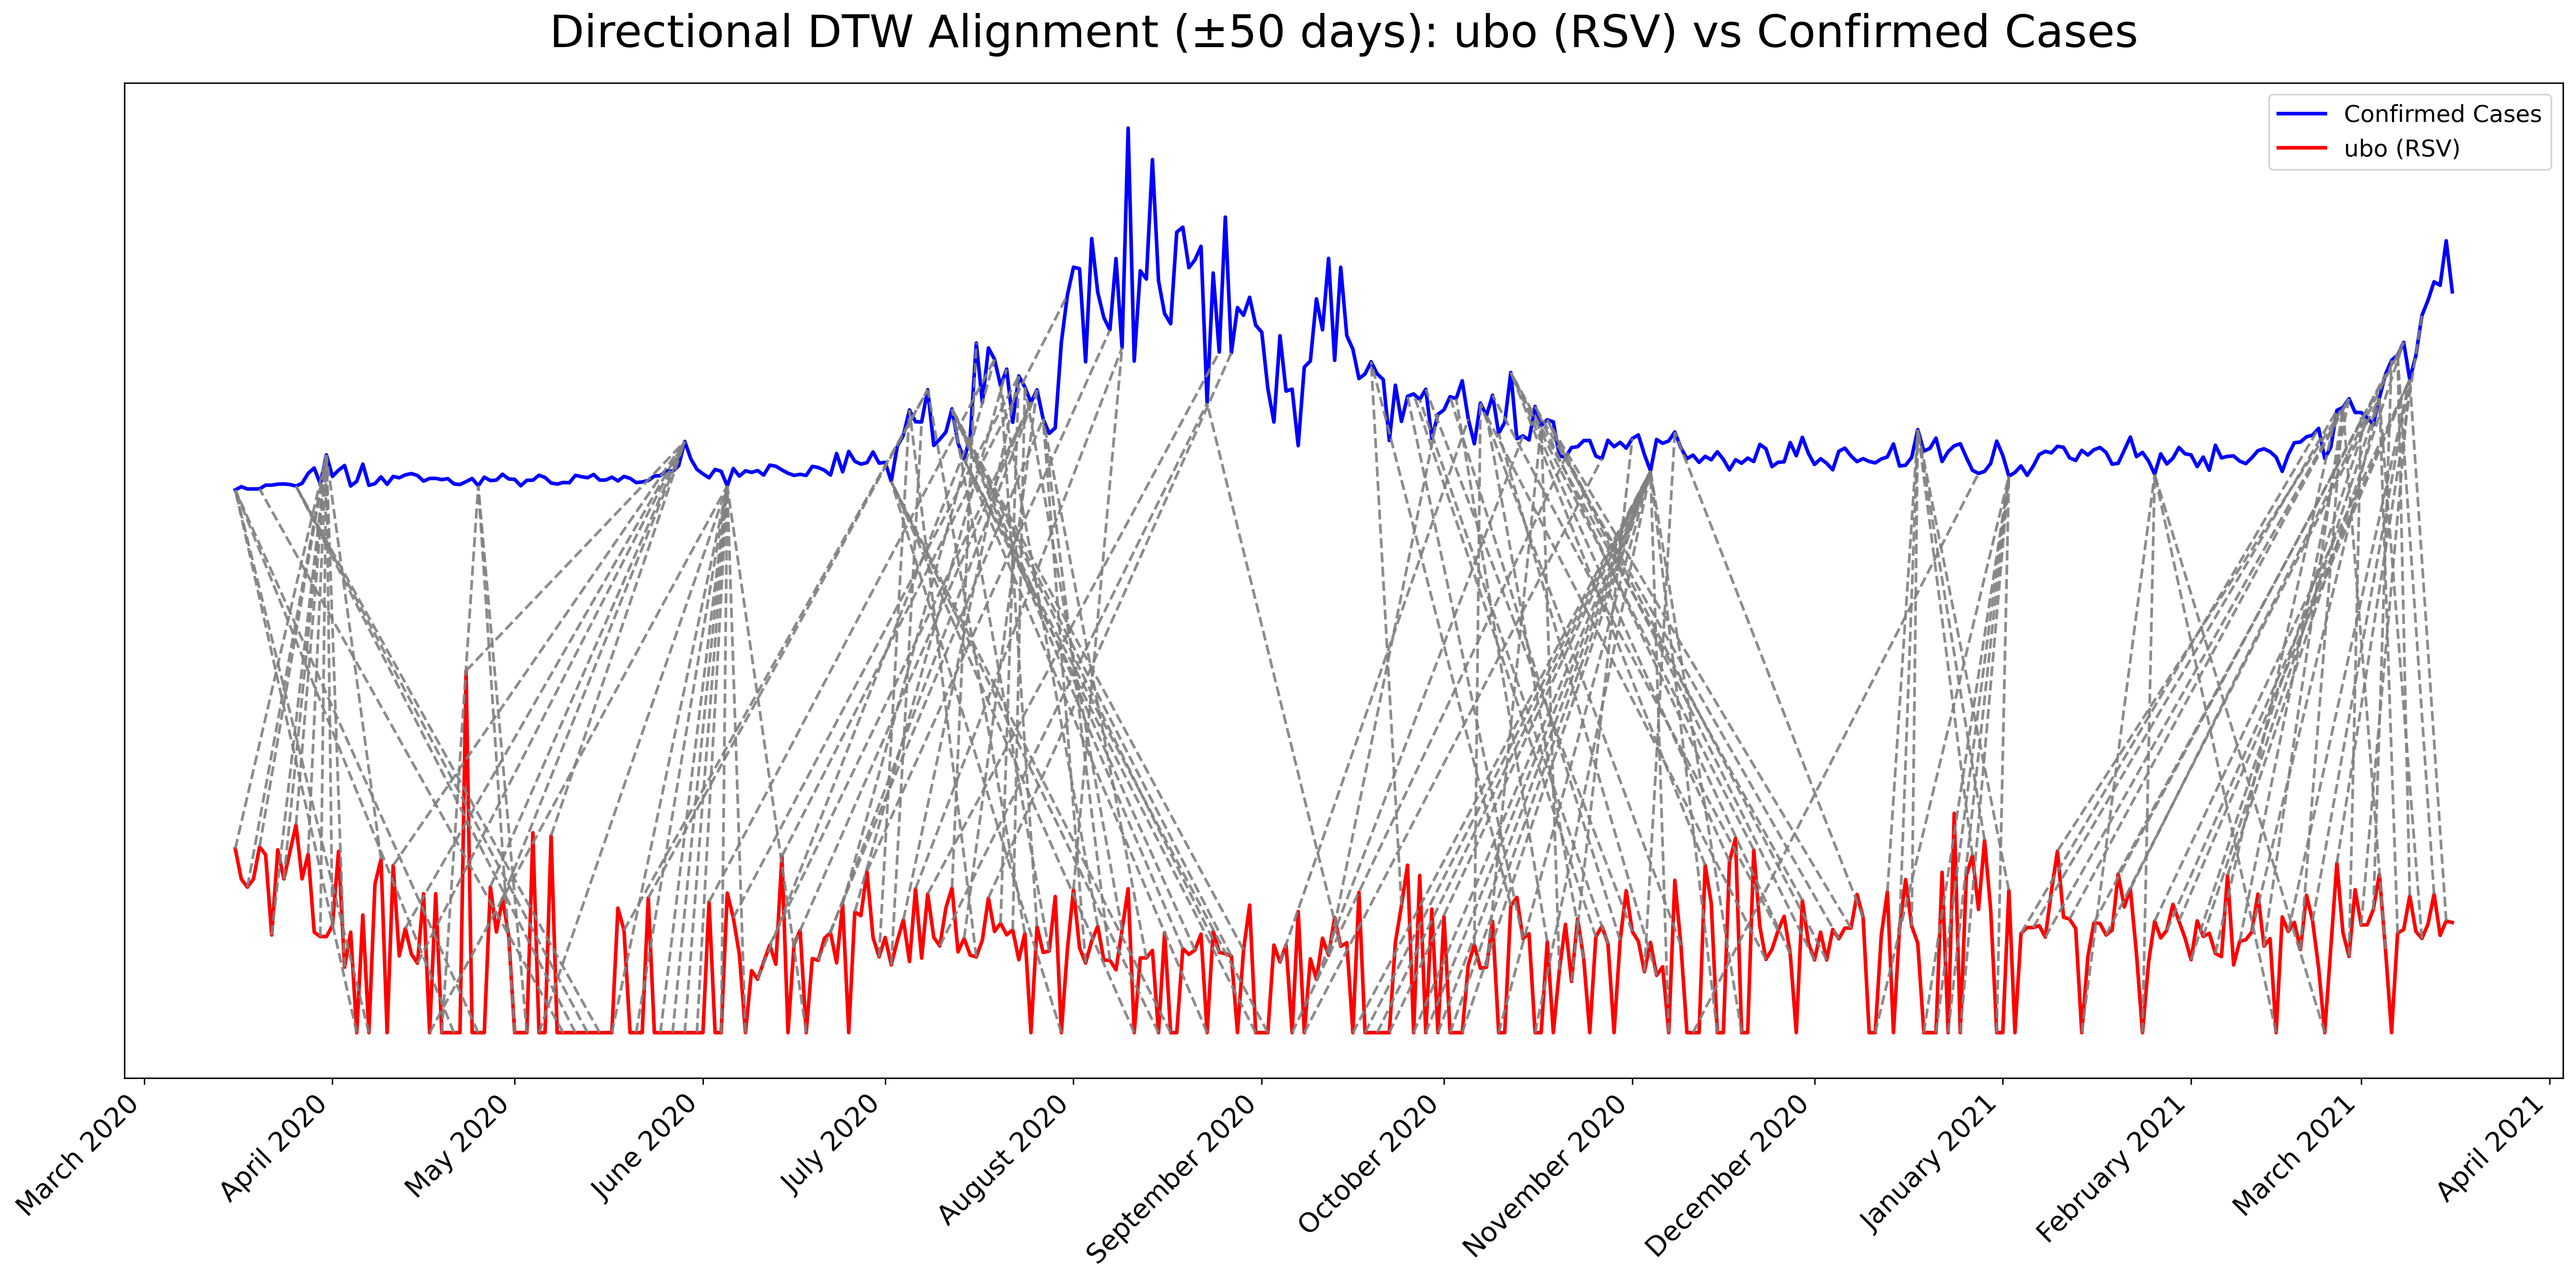 Directional DTW Alignment (±50 days): ubo (RSV) vs Confirmed Cases
Confirmed Cases
ubo (RSV)
March 2020
April 2020
May 2020
June 2020
July 2020
August 2020
September 2020
October 2020
November 2020
December 2020
January 2021
February 2021
March 2021
April 2021